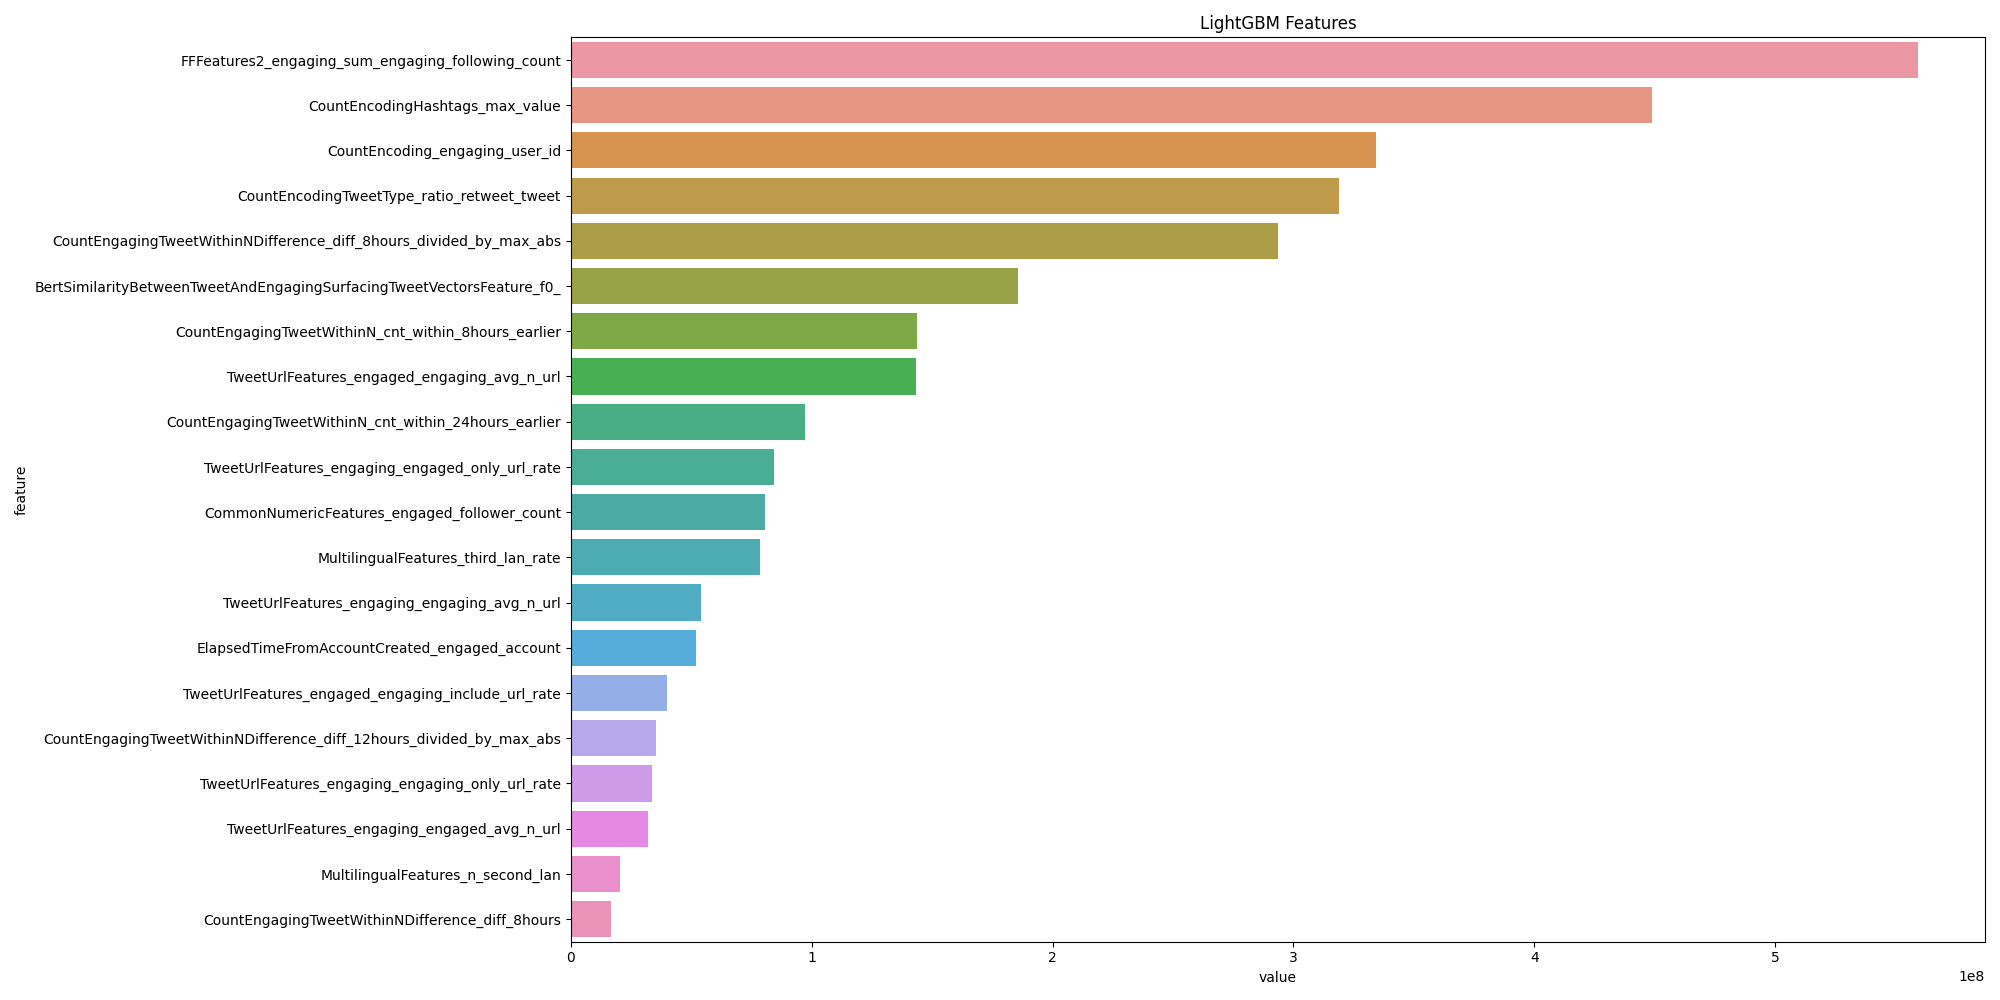 LightGBM Features
FFFeatures2_engaging_sum_engaging_following_count
CountEncodingHashtags_max_value
CountEncoding_engaging_user_id
CountEncodingTweetType_ratio_retweet_tweet
CountEngagingTweetWithinNDifference_diff_8hours_divided_by_max_abs
BertSimilarityBetweenTweetAndEngagingSurfacingTweetVectorsFeature_f0_
CountEngagingTweetWithinN_cnt_within_8hours_earlier
TweetUrlFeatures_engaged_engaging_avg_n_url
CountEngagingTweetWithinN_cnt_within_24hours_earlier
TweetUrlFeatures_engaging_engaged_only_url_rate
CommonNumericFeatures_engaged_follower_count
MultilingualFeatures_third_lan_rate
TweetUrlFeatures_engaging_engaging_avg_n_url
ElapsedTimeFromAccountCreated_engaged_account
TweetUrlFeatures_engaged_engaging_include_url_rate
CountEngagingTweetWithinNDifference_diff_12hours_divided_by_max_abs
TweetUrlFeatures_engaging_engaging_only_url_rate
TweetUrlFeatures_engaging_engaged_avg_n_url
MultilingualFeatures_n_second_lan
CountEngagingTweetWithinNDifference_diff_8hours
feature
0 1 2 3 4 5
value
1e8